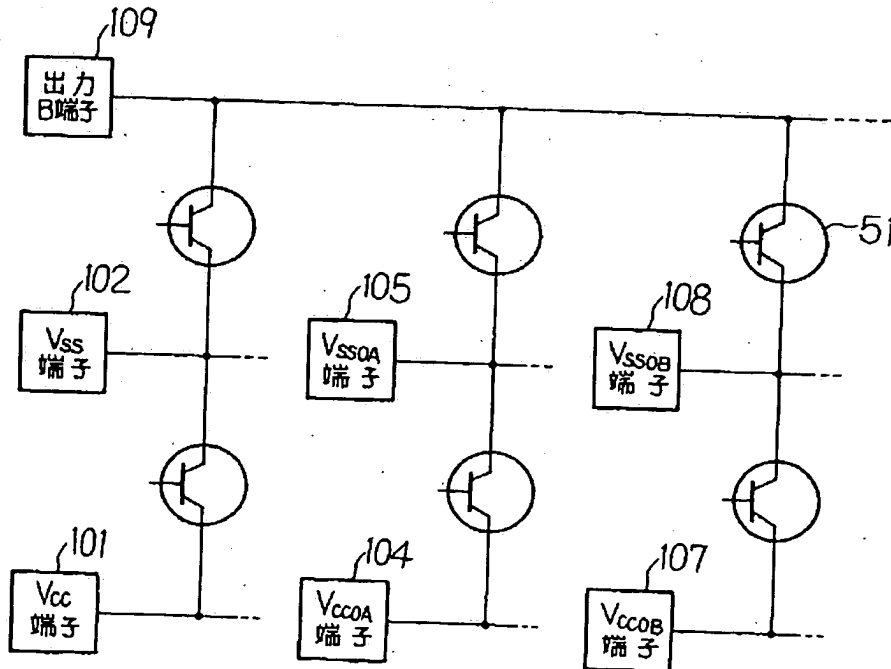 109
出力
B端子
51
102
VSS
端子
105
VSSOA
端子
108
VSSOB
端子
101
VCC
端子
104
VCCOA
端子
107
VCCOB
端子